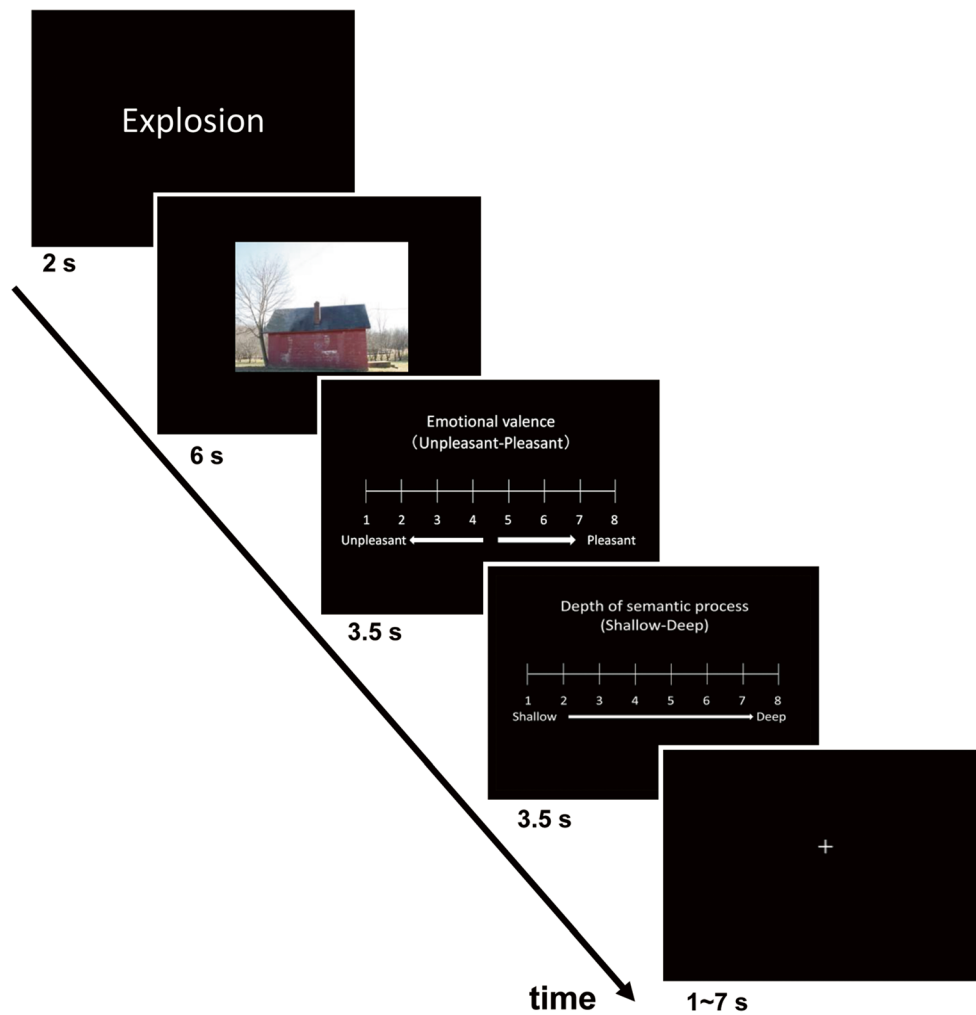 Explosion
2 s
6 s
Emotional valence
(Unpleasant-Pleasant)
1 2 3 4 5 6 7 8
Unpleasant Pleasant
3.5 s
Depth of semantic process
(Shallow-Deep)
1 2 3 4 5 6 7 8
Shallow Deep
3.5 s
+
time
1~7 s